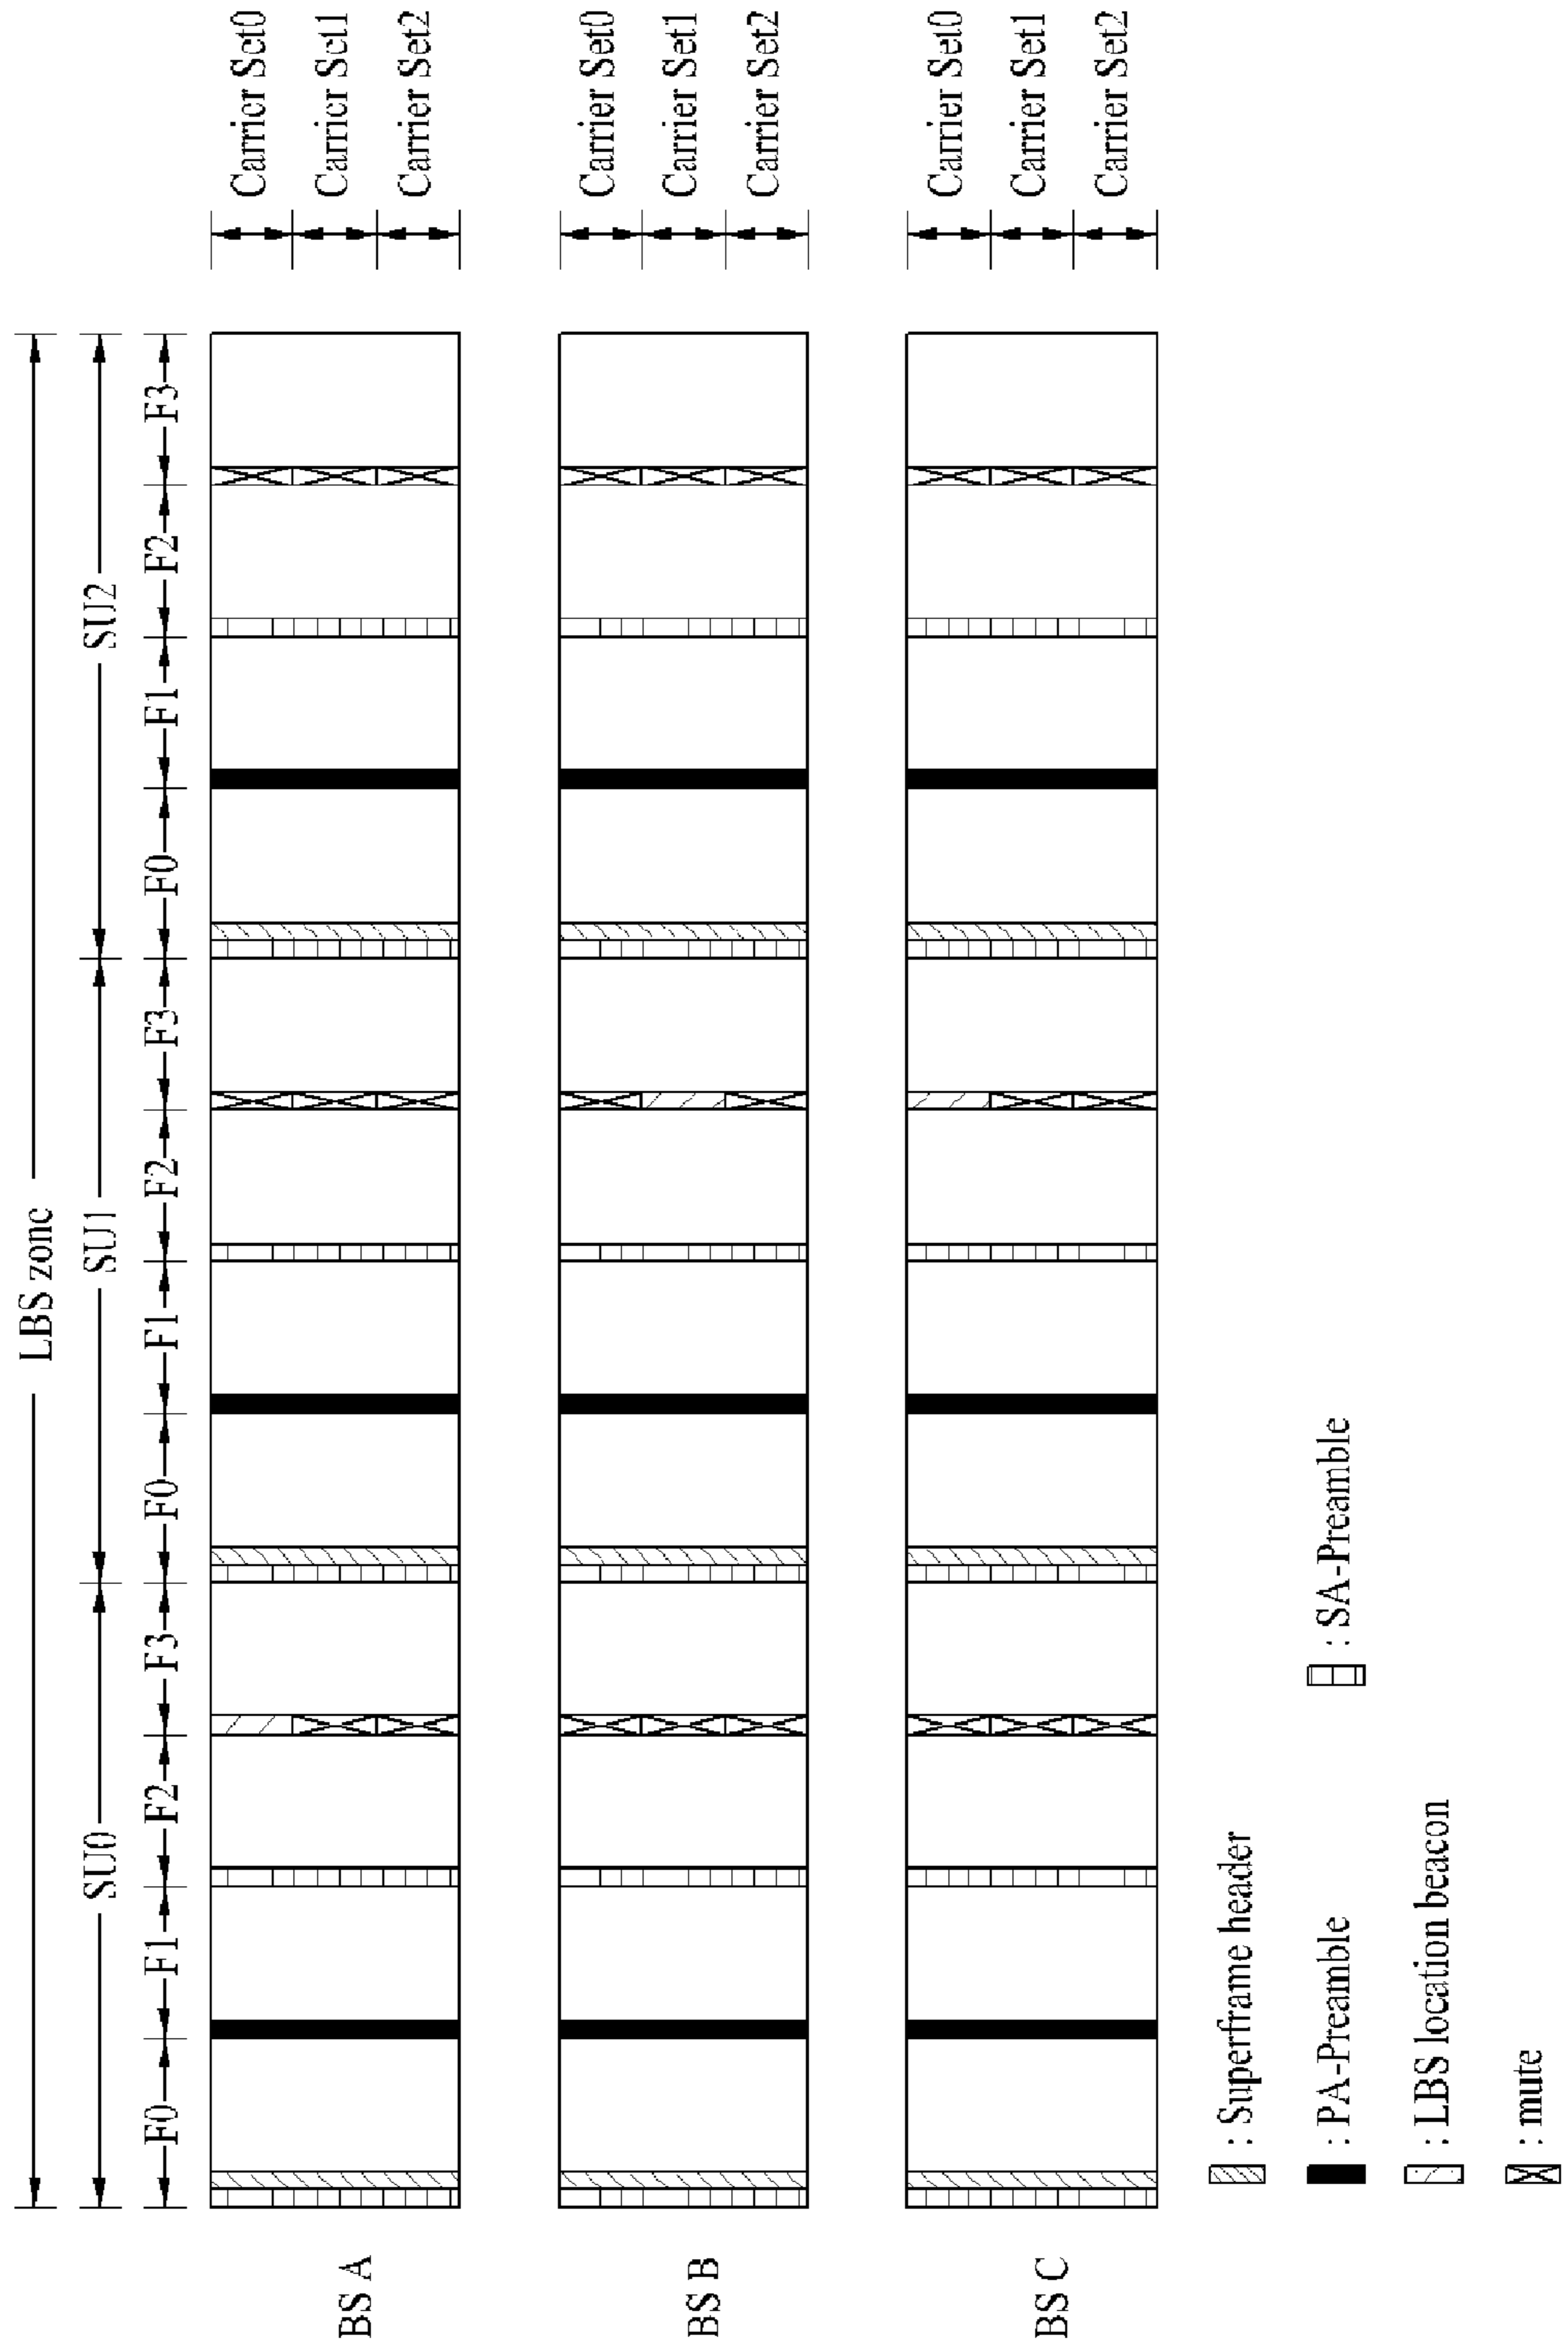 LBS zone
SU0 SU1 SU2
F0 F1 F2 F3 F0 F1 F2 F3 F0 F1 F2 F3
BS A
Carrier Set0
Carrier Set1
Carrier Set2
BS B
Carrier Set0
Carrier Set1
Carrier Set2
BS C
Carrier Set0
Carrier Set1
Carrier Set2
: Superframe header
: PA-Preamble
: SA-Preamble
: LBS location beacon
: mute